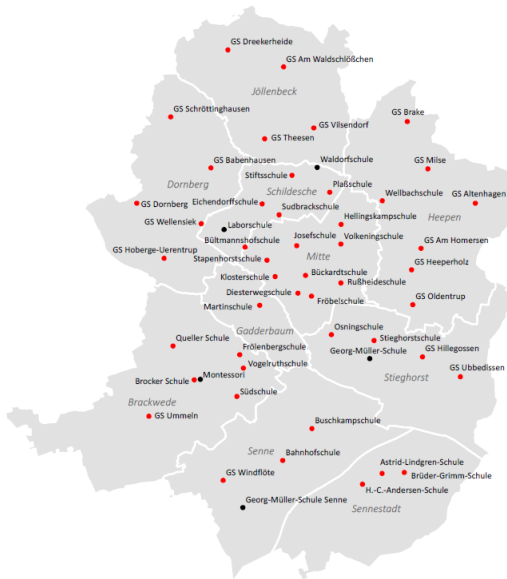 GS Dreekerheide
GS Am Waldschlößchen
Jöllenbeck
GS Schröttinghausen
GS Brake
GS Vilsendorf
GS Theesen
Waldorfschule
GS Babenhausen
GS Milse
Stiftsschule
Dornberg
Schildesche
Plaßschule
Wellbachschule
GS Altenhagen
GS Dornberg
Eichendorffschule
Sudbrackschule
Heepen
GS Wellensiek
Laborschule
Hellingskampschule
Bültmannshofschule
Josefschule
Volkeningschule
GS Hoberge-Uerentrup
Mitte
GS Am Homersen
Stapenhorstschule
GS Heeperholz
Klosterschule
Bückardtschule
Rußheideschule
Diesterwegschule
Fröbelschule
Martinschule
GS Oldentrup
Gadderbaum
Osningschule
Stieghorstschule
Queller Schule
Frölenbergschule
Georg-Müller-Schule
GS Hillegossen
Vogelruthschule
GS Ubbedissen
Brocker Schule
Montessori
Stieghorst
Südschule
Brackwede
GS Ummeln
Buschkampschule
Senne
Bahnhofschule
Astrid-Lindgren-Schule
GS Windflöte
Brüder-Grimm-Schule
H.-C.-Andersen-Schule
Georg-Müller-Schule Senne
Sennestadt